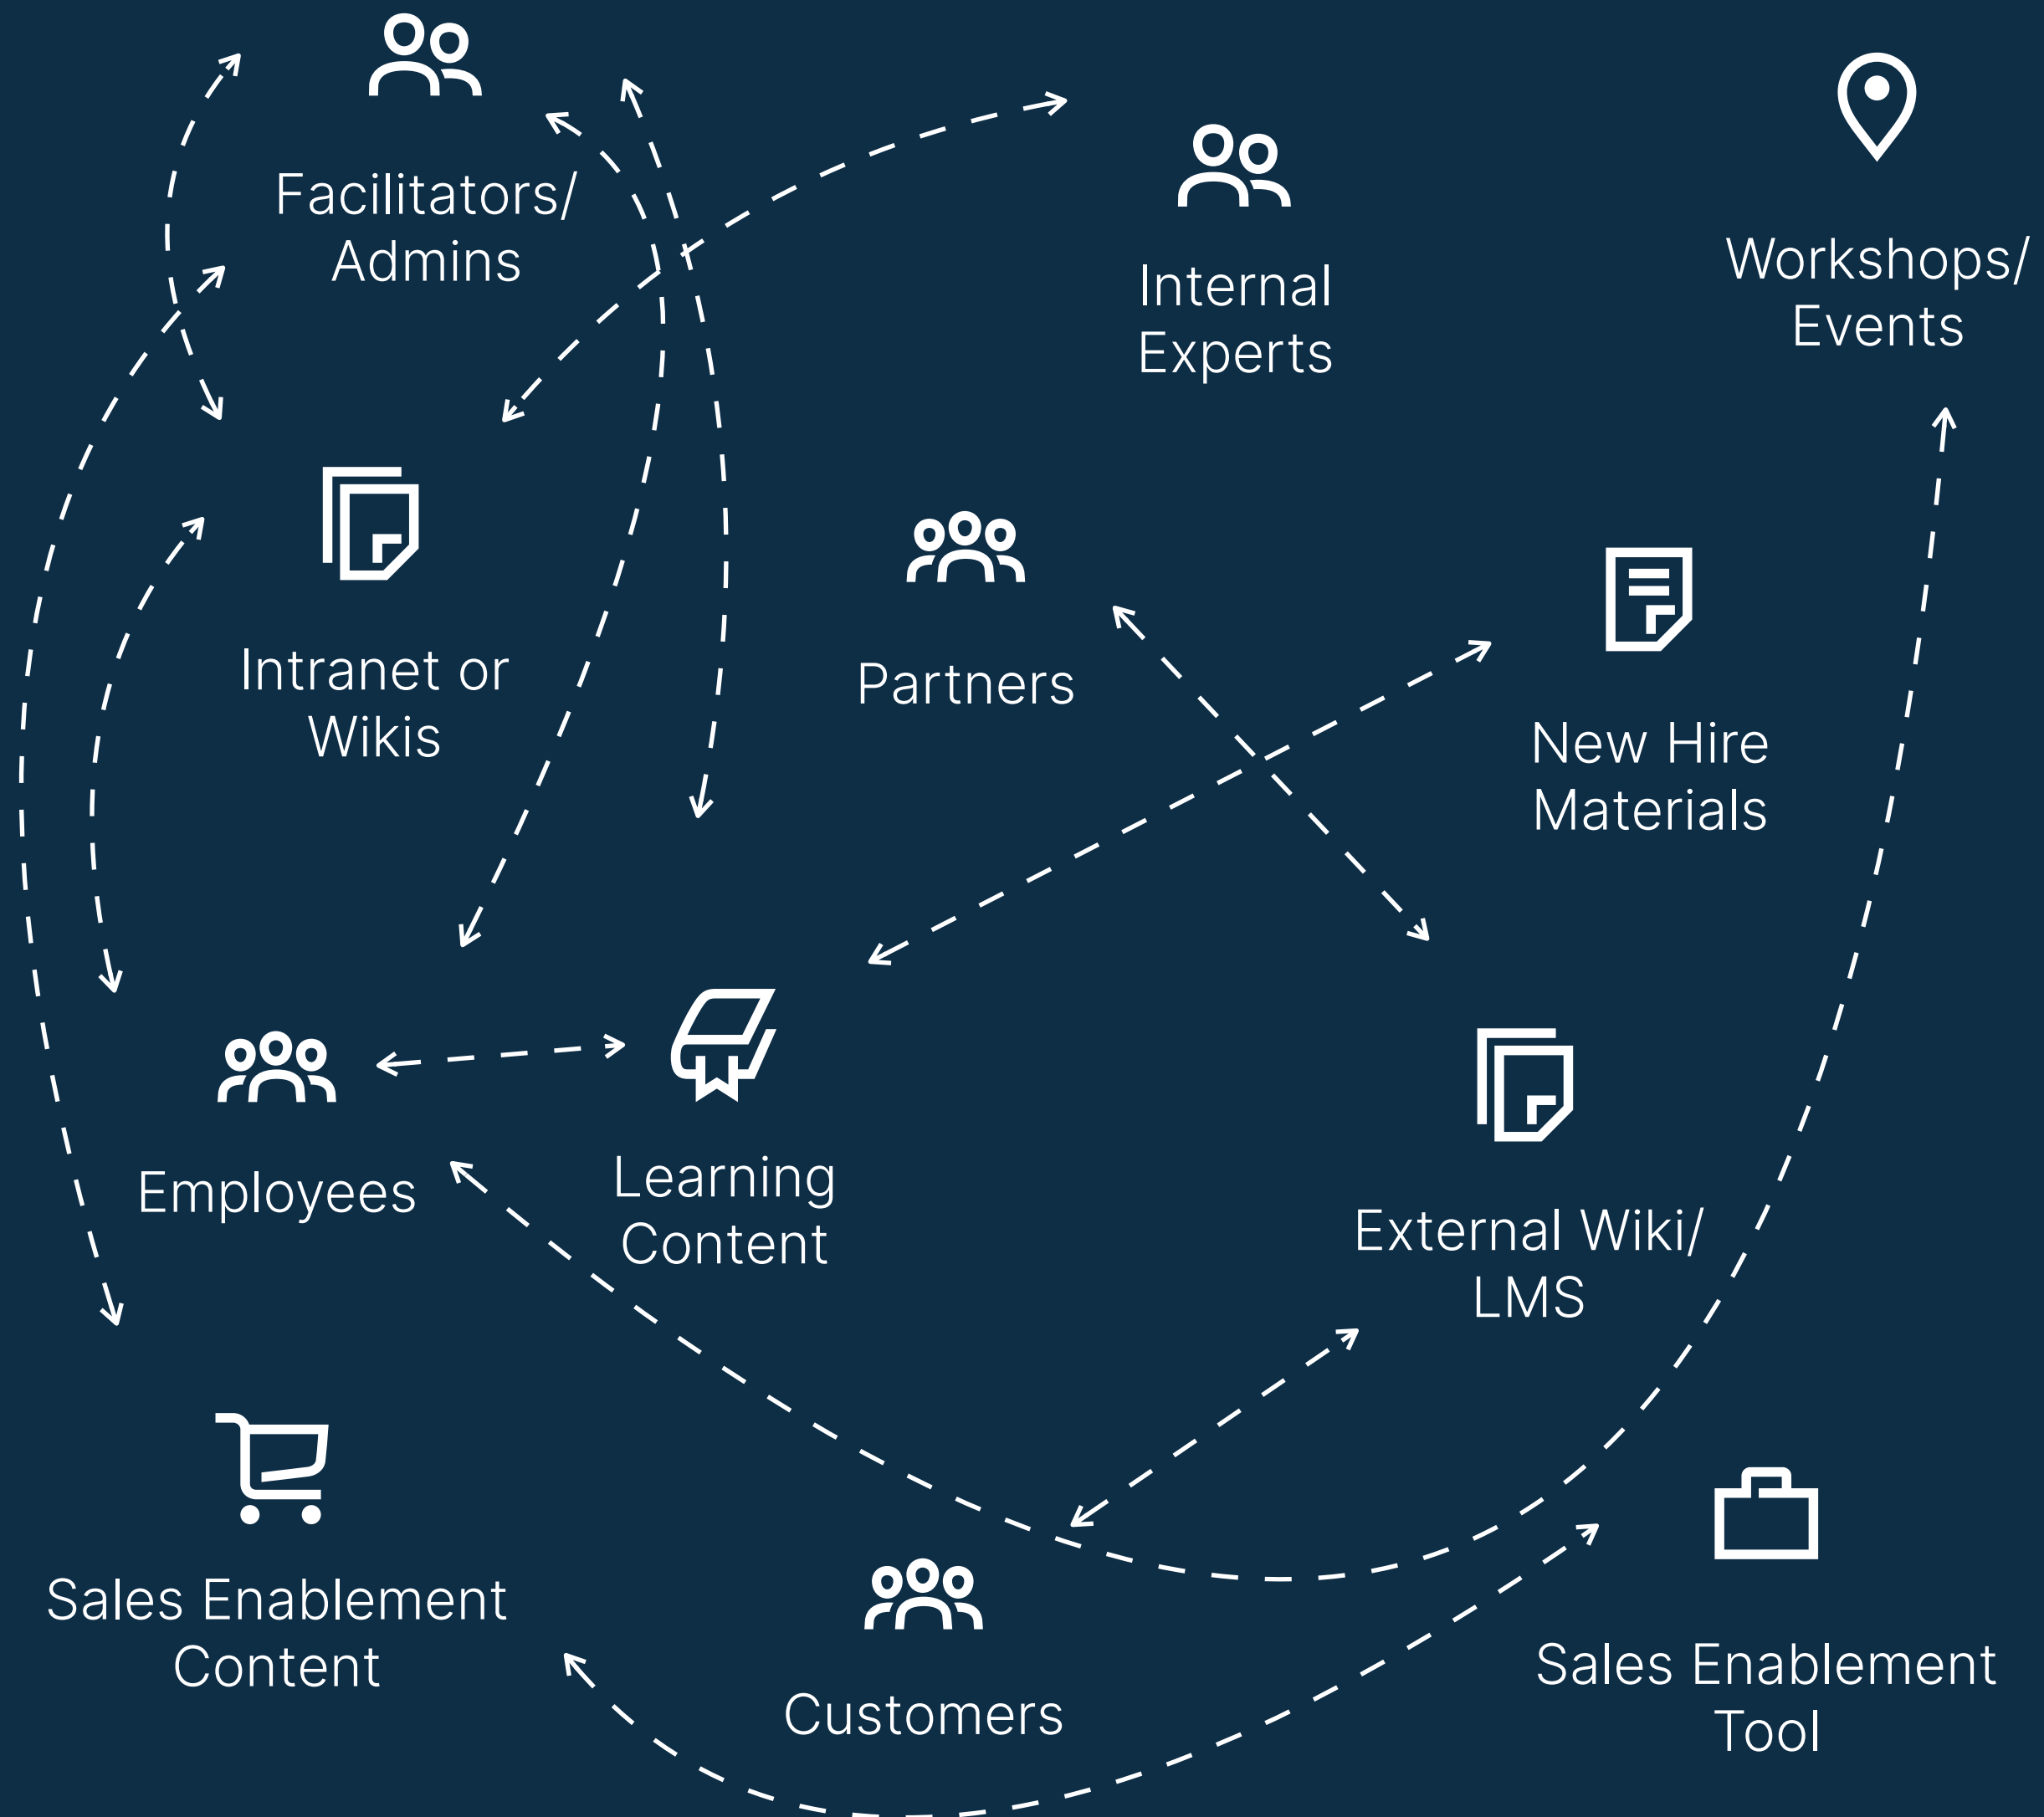 Facilitators/
Admins
Internal
Experts
Workshops/
Events
Intranet or
Wikis
Partners
New Hire
Materials
Employees
Learning
Content
External Wiki/
LMS
Sales Enablement
Content
Customers
Sales Enablement
Tool